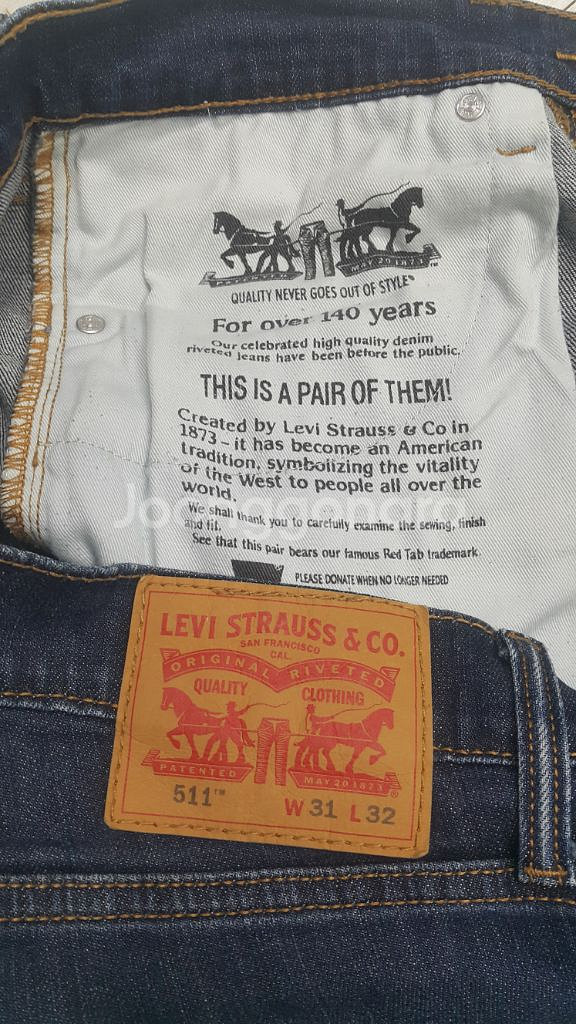 MAY 20 1873
QUALITY NEVER GOES OUT OF STYLE®
For over 140 years
Our celebrated high quality denim
riveted jeans have been before the public.
THIS IS A PAIR OF THEM!
Created by Levi Strauss & Co in
1873 – it has become an American
tradition, symbolizing the vitality
of the West to people all over the
world.
We shall thank you to carefully examine the sewing, finish
and fit.
See that this pair bears our famous Red Tab trademark.
PLEASE DONATE WHEN NO LONGER NEEDED
Joonggonara
LEVI STRAUSS & CO.
SAN FRANCISCO
CAL.
ORIGINAL RIVETED
QUALITY CLOTHING
PATENTED MAY 20 1873 ®
511™ W 31 L 32